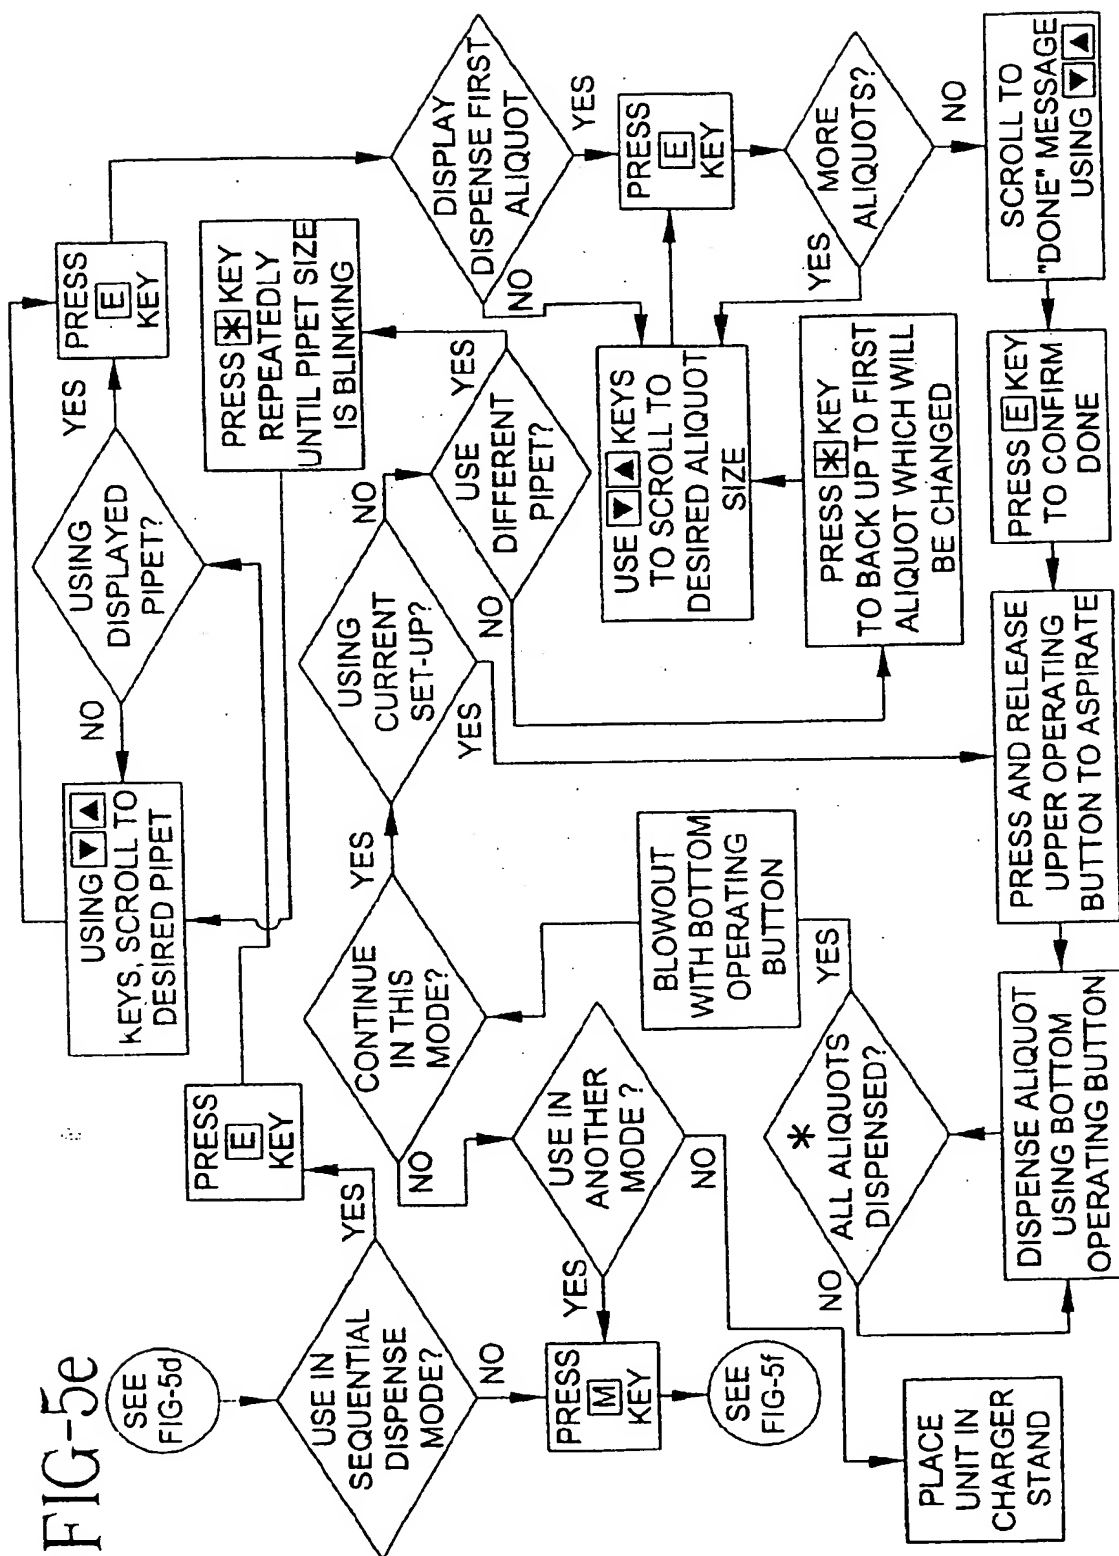 FIG-5e
SEE
FIG-5d
USE IN
SEQUENTIAL
DISPENSE
MODE?
YES
NO
PRESS
E
KEY
PRESS
M
KEY
SEE
FIG-5f
USING ▼ ▲
KEYS, SCROLL TO
DESIRED PIPET
NO
USING
DISPLAYED
PIPET?
YES
PRESS
E
KEY
CONTINUE
IN THIS
MODE?
YES
NO
USE IN
ANOTHER
MODE ?
YES
NO
PLACE
UNIT IN
CHARGER
STAND
USING
CURRENT
SET-UP?
NO
YES
PRESS * KEY
REPEATEDLY
UNTIL PIPET SIZE
IS BLINKING
USE
DIFFERENT
PIPET?
YES
NO
DISPLAY
DISPENSE FIRST
ALIQUOT
YES
NO
USE ▼ ▲ KEYS
TO SCROLL TO
DESIRED ALIQUOT
SIZE
PRESS
E
KEY
MORE
ALIQUOTS?
YES
NO
PRESS * KEY
TO BACK UP TO FIRST
ALIQUOT WHICH WILL
BE CHANGED
SCROLL TO
"DONE" MESSAGE
USING ▼ ▲
PRESS E KEY
TO CONFIRM
DONE
PRESS AND RELEASE
UPPER OPERATING
BUTTON TO ASPIRATE
DISPENSE ALIQUOT
USING BOTTOM
OPERATING BUTTON
*
ALL ALIQUOTS
DISPENSED?
NO
YES
BLOWOUT
WITH BOTTOM
OPERATING
BUTTON